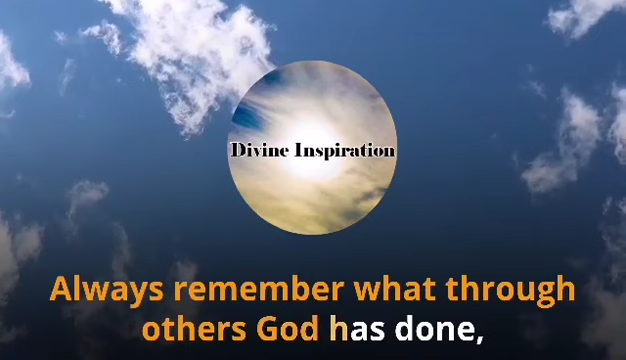 Divine Inspiration
Always remember what through
others God has done,